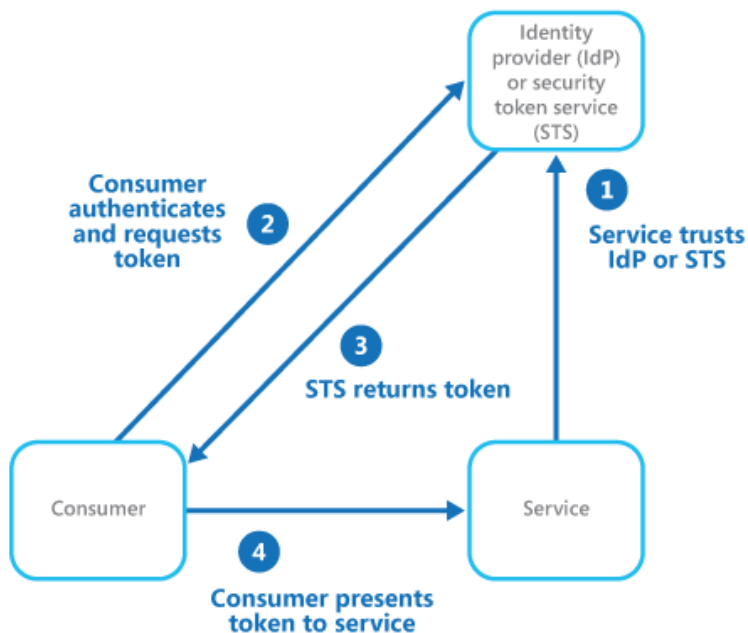 Identity
provider (IdP)
or security
token service
(STS)
Consumer
authenticates
and requests
token
2
1
Service trusts
IdP or STS
3
STS returns token
Consumer
Service
4
Consumer presents
token to service